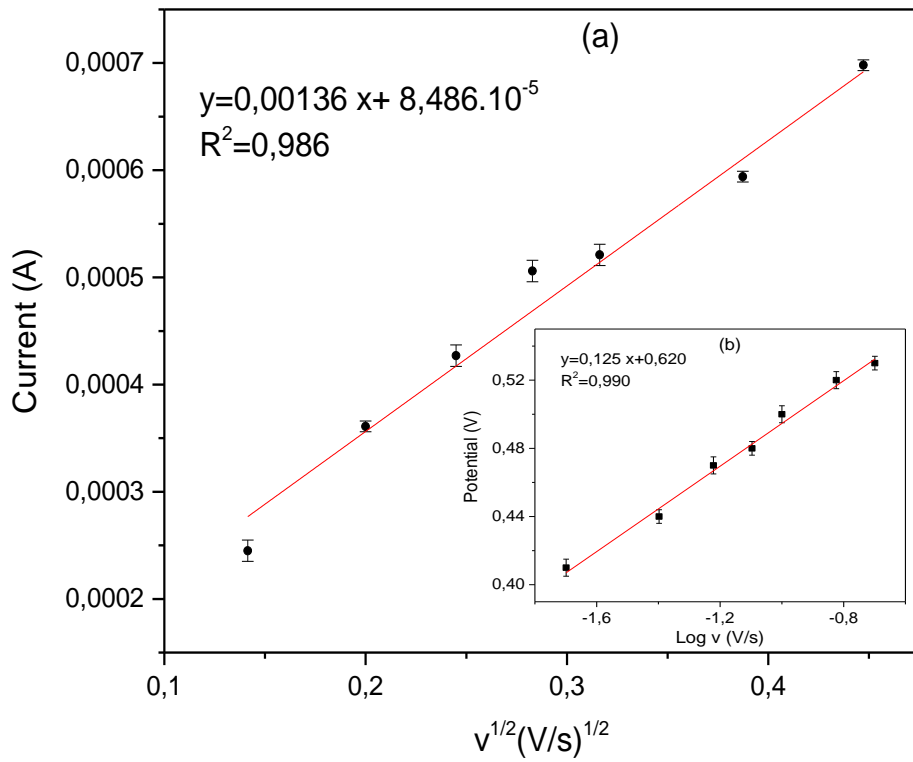 (a)
y=0,00136 x+ 8,486.10⁻⁵
R²=0,986
Current (A)
0,0007
0,0006
0,0005
0,0004
0,0003
0,0002
0,1
0,2
0,3
0,4
v^1/2(V/s)^1/2
(b)
y=0,125 x+0,620
R²=0,990
Potential (V)
0,52
0,48
0,44
0,40
-1,6
-1,2
-0,8
Log v (V/s)